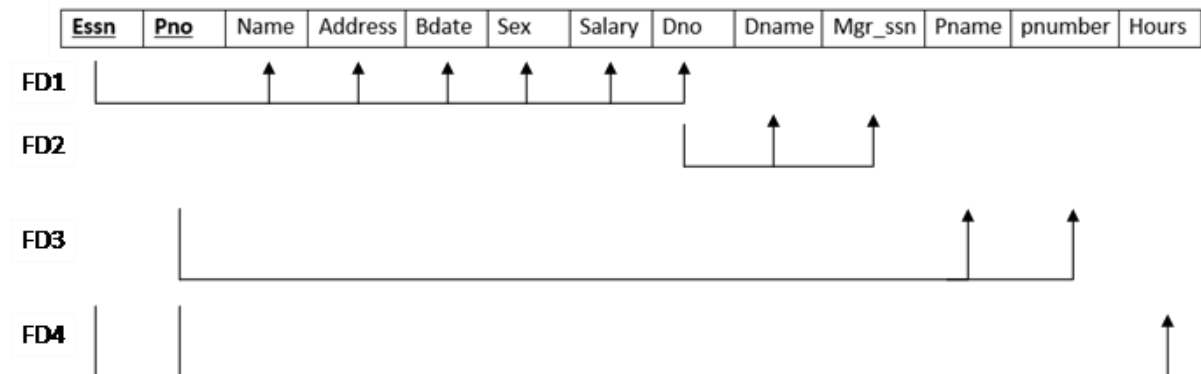 Essn Pno Name Address Bdate Sex Salary Dno Dname Mgr_ssn Pname pnumber Hours
FD1
FD2
FD3
FD4